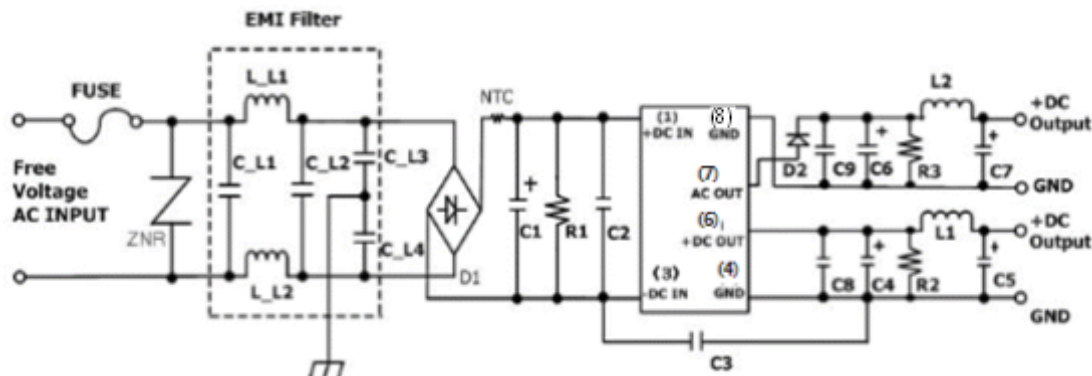 EMI Filter
FUSE
L_L1
C_L1
C_L2
C_L3
C_L4
L_L2
Free
Voltage
AC INPUT
ZNR
D1
NTC
C1
R1
C2
C3
(1)
+DC IN
(8)
GND
(7)
AC OUT
(6)
+DC OUT
(3)
-DC IN
(4)
GND
D2
C9
C6
R3
L2
C7
+DC
Output
GND
C8
C4
R2
L1
C5
+DC
Output
GND
+
+
+
+
+